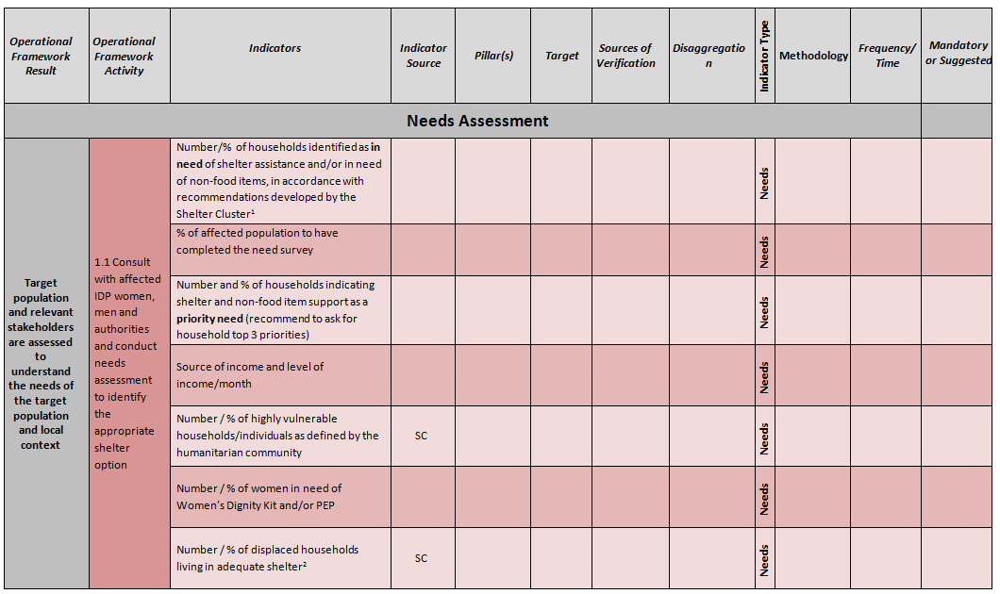 Operational
Framework
Result
Operational
Framework
Activity
Indicators
Indicator
Source
Pillar(s)
Target
Sources of
Verification
Disaggregatio
n
Indicator Type
Methodology
Frequency/
Time
Mandatory
or Suggested
Needs Assessment
Target
population
and relevant
stakeholders
are assessed
to
understand
the needs of
the target
population
and local
context
1.1 Consult
with affected
IDP women,
men and
authorities
and conduct
needs
assessment
to identify
the
appropriate
shelter
option
Number/% of households identified as in
need of shelter assistance and/or in need
of non-food items, in accordance with
recommendations developed by the
Shelter Cluster¹
Needs
% of affected population to have
completed the need survey
Needs
Number and % of households indicating
shelter and non-food item support as a
priority need (recommend to ask for
household top 3 priorities)
Needs
Source of income and level of
income/month
Needs
Number / % of highly vulnerable
households/individuals as defined by the
humanitarian community
SC
Needs
Number / % of women in need of
Women's Dignity Kit and/or PEP
Needs
Number / % of displaced households
living in adequate shelter²
SC
Needs